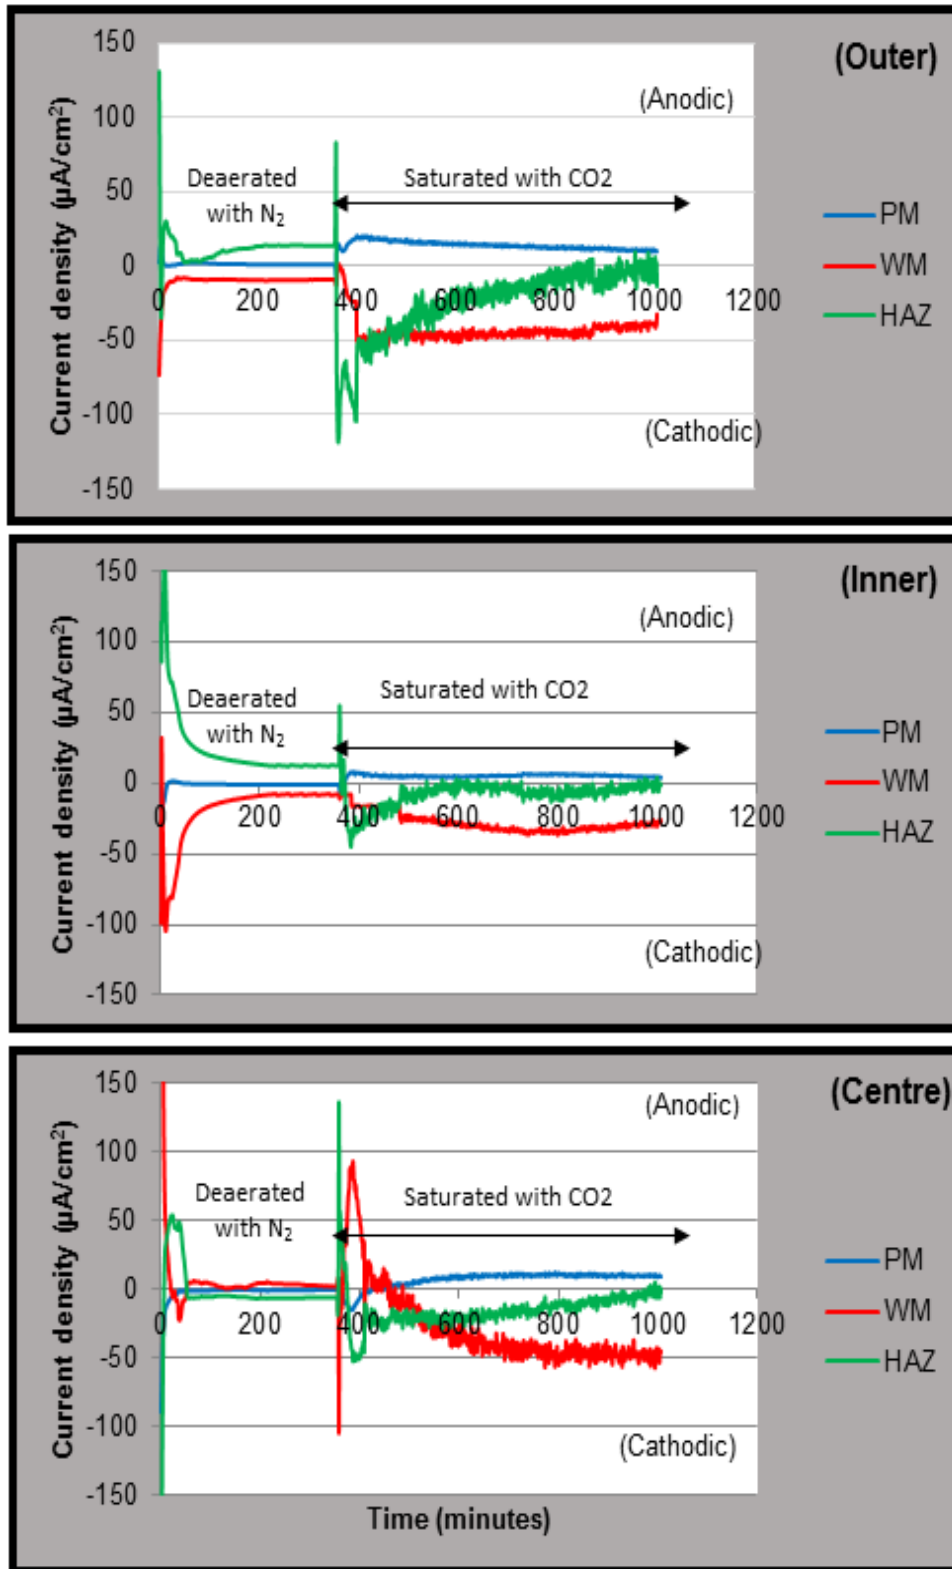 (Outer)
150
100
50
0
-50
-100
-150
Current density (µA/cm²)
(Anodic)
Deaerated
with N₂
Saturated with CO2
0 200 400 600 800 1000 1200
(Cathodic)
PM
WM
HAZ
(Inner)
150
100
50
0
-50
-100
-150
Current density (µA/cm²)
(Anodic)
Deaerated
with N₂
Saturated with CO2
0 200 400 600 800 1000 1200
(Cathodic)
PM
WM
HAZ
(Centre)
150
100
50
0
-50
-100
-150
Current density (µA/cm²)
(Anodic)
Deaerated
with N₂
Saturated with CO2
0 200 400 600 800 1000 1200
(Cathodic)
Time (minutes)
PM
WM
HAZ